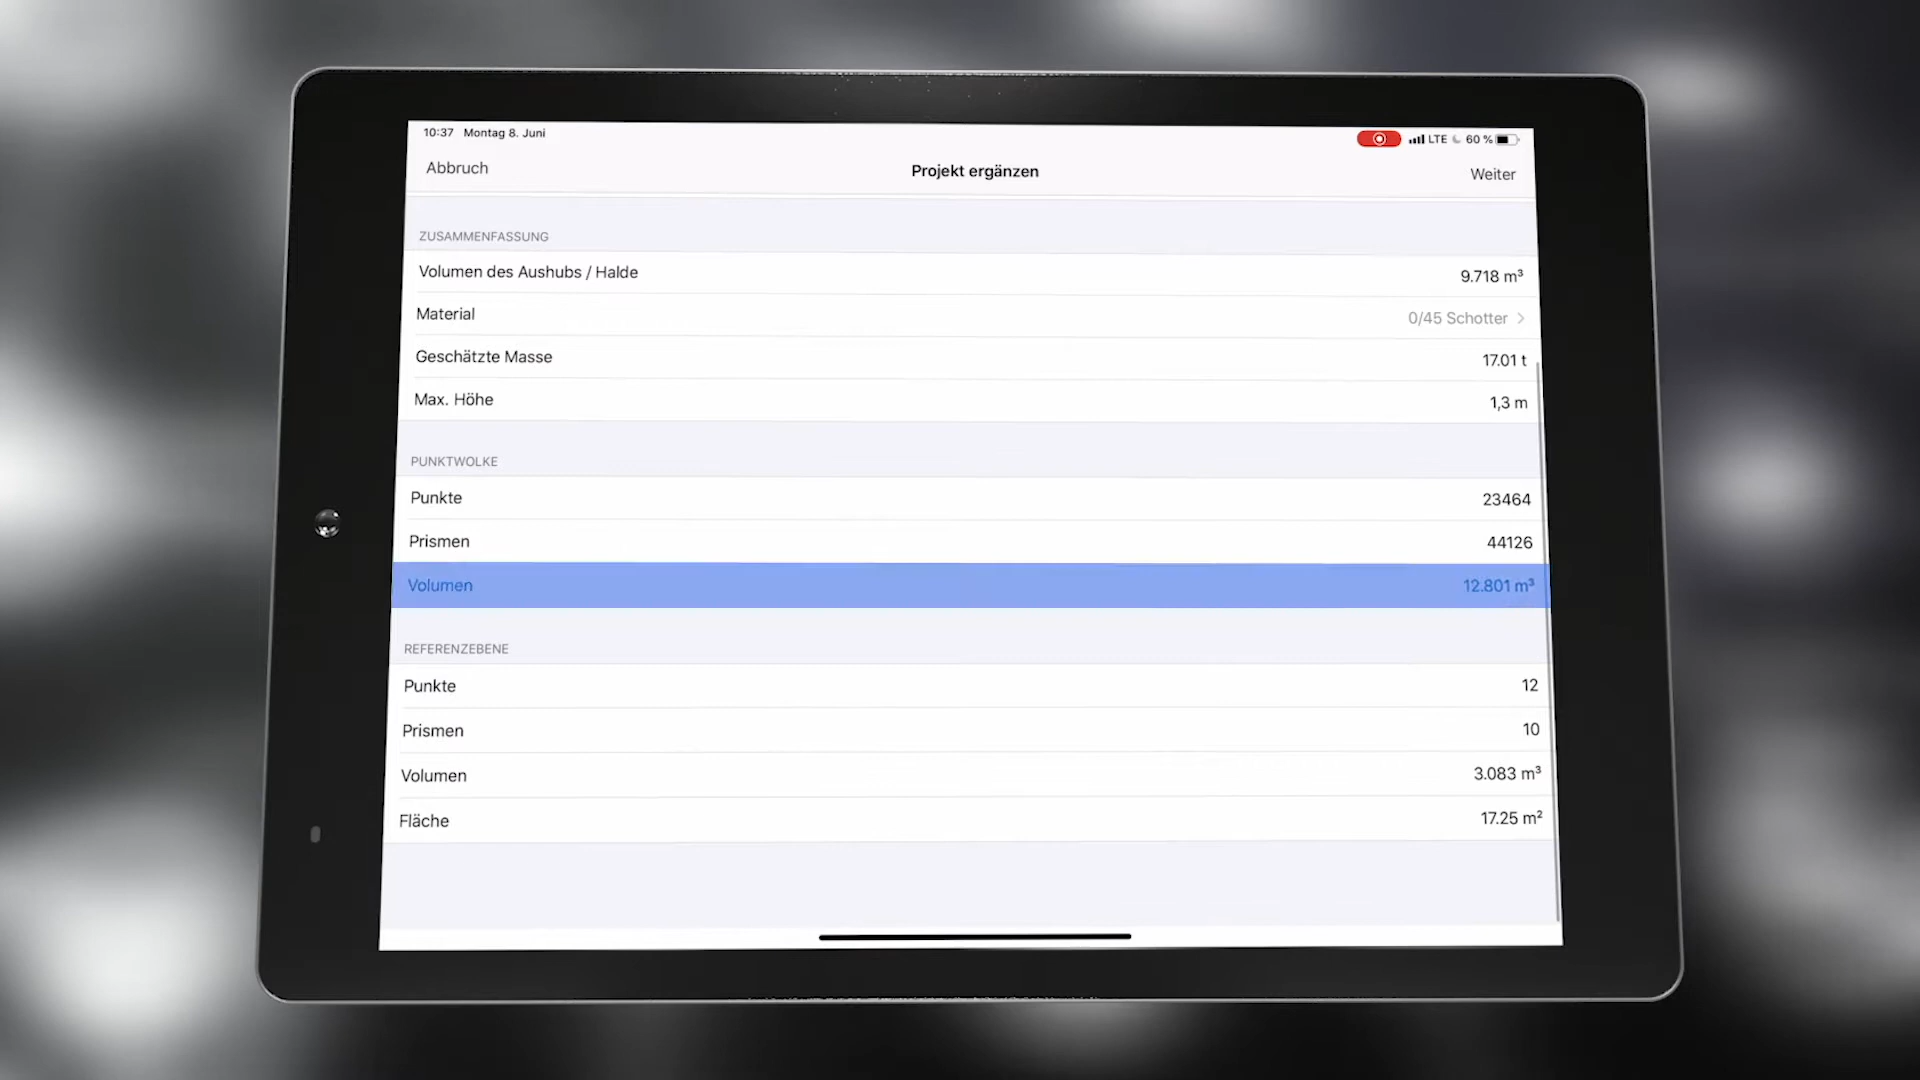 10:37 Montag 8. Juni LTE 60 %
Abbruch Projekt ergänzen Weiter
ZUSAMMENFASSUNG
Volumen des Aushubs / Halde 9.718 m³
Material 0/45 Schotter
Geschätzte Masse 17.01 t
Max. Höhe 1,3 m
PUNKTWOLKE
Punkte 23464
Prismen 44126
Volumen 12.801 m³
REFERENZEBENE
Punkte 12
Prismen 10
Volumen 3.083 m³
Fläche 17.25 m²